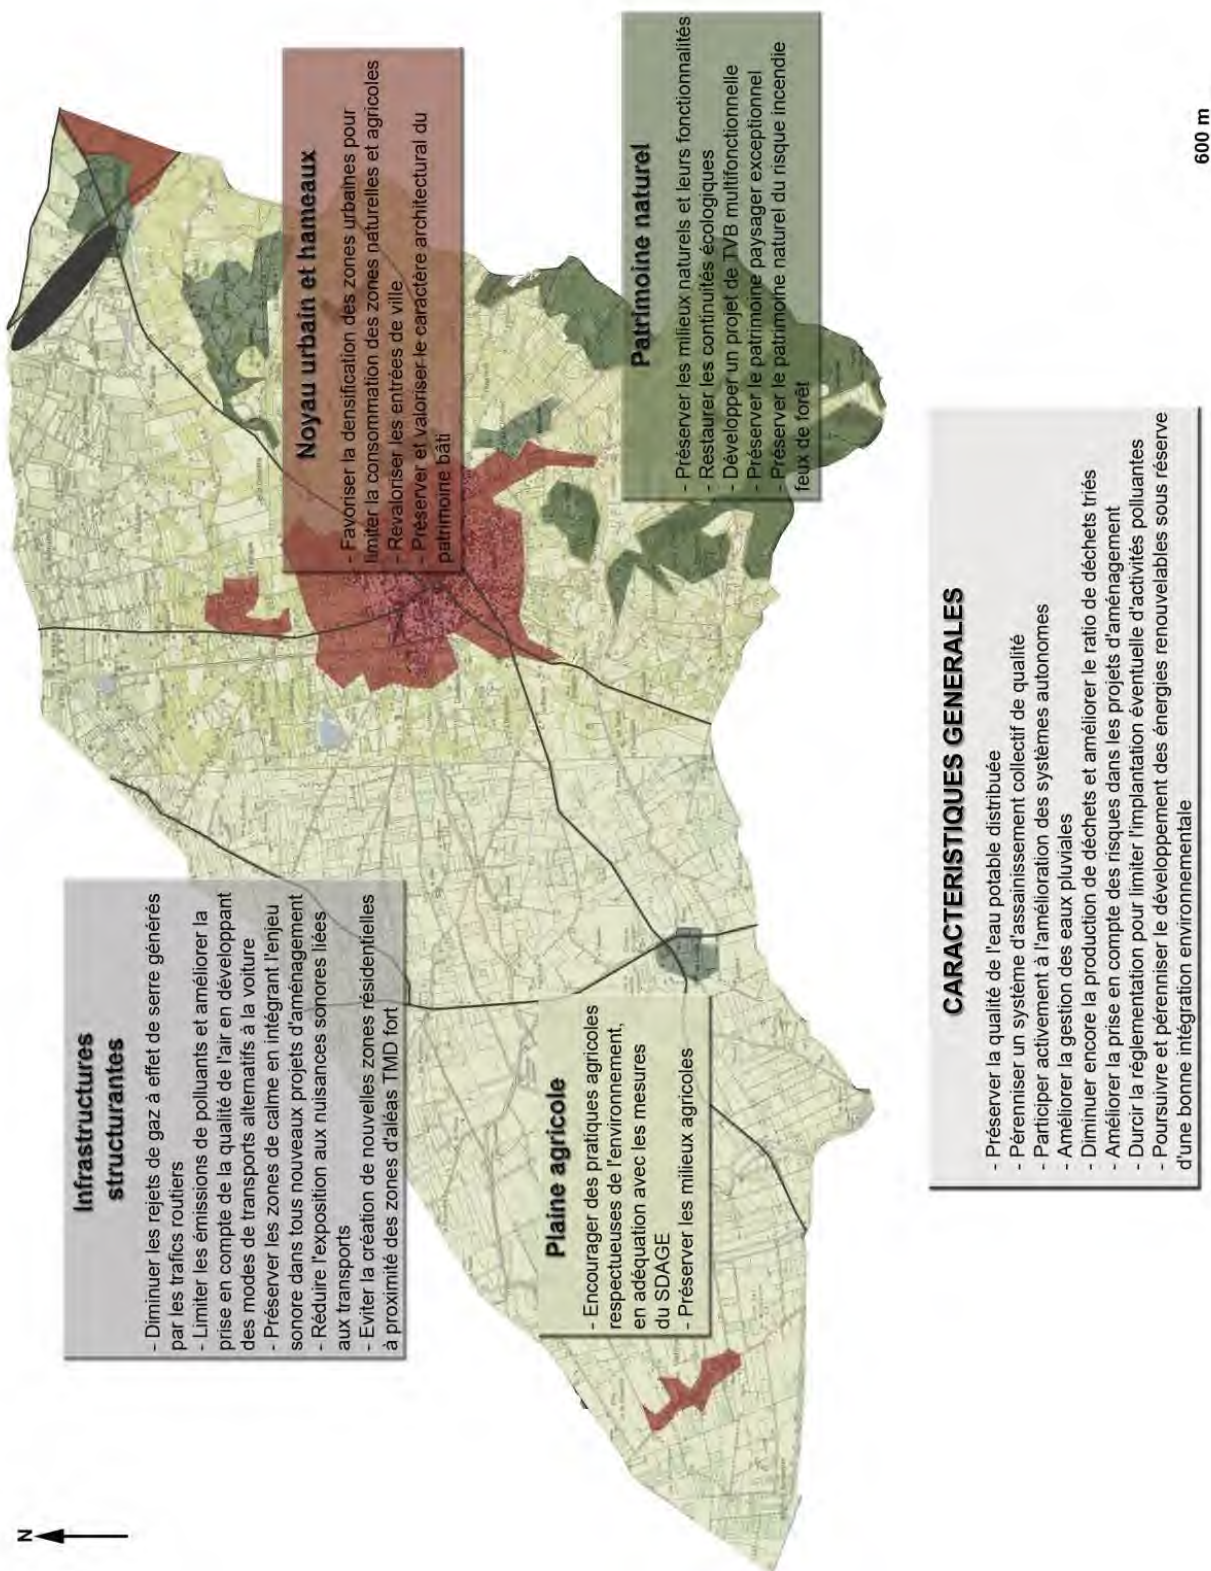 N
Infrastructures
structurantes
- Diminuer les rejets de gaz à effet de serre générés
par les trafics routiers
- Limiter les émissions de polluants et améliorer la
prise en compte de la qualité de l'air en développant
des modes de transports alternatifs à la voiture
- Préserver les zones de calme en intégrant l'enjeu
sonore dans tous nouveaux projets d'aménagement
- Réduire l'exposition aux nuisances sonores liées
aux transports
- Eviter la création de nouvelles zones résidentielles
à proximité des zones d'aléas TMD fort
Noyau urbain et hameaux
- Favoriser la densification des zones urbaines pour
limiter la consommation des zones naturelles et agricoles
- Revaloriser les entrées de ville
- Préserver et valoriser le caractère architectural du
patrimoine bâti
Plaine agricole
- Encourager des pratiques agricoles
respectueuses de l'environnement,
en adéquation avec les mesures
du SDAGE
- Préserver les milieux agricoles
Patrimoine naturel
- Préserver les milieux naturels et leurs fonctionnalités
- Restaurer les continuités écologiques
- Développer un projet de TVB multifonctionnelle
- Préserver le patrimoine paysager exceptionnel
- Préserver le patrimoine naturel du risque incendie
feux de forêt
CARACTERISTIQUES GENERALES
- Préserver la qualité de l'eau potable distribuée
- Pérenniser un système d'assainissement collectif de qualité
- Participer activement à l'amélioration des systèmes autonomes
- Améliorer la gestion des eaux pluviales
- Diminuer encore la production de déchets et améliorer le ratio de déchets triés
- Améliorer la prise en compte des risques dans les projets d'aménagement
- Durcir la réglementation pour limiter l'implantation éventuelle d'activités polluantes
- Poursuivre et pérenniser le développement des énergies renouvelables sous réserve
d'une bonne intégration environnementale
600 m